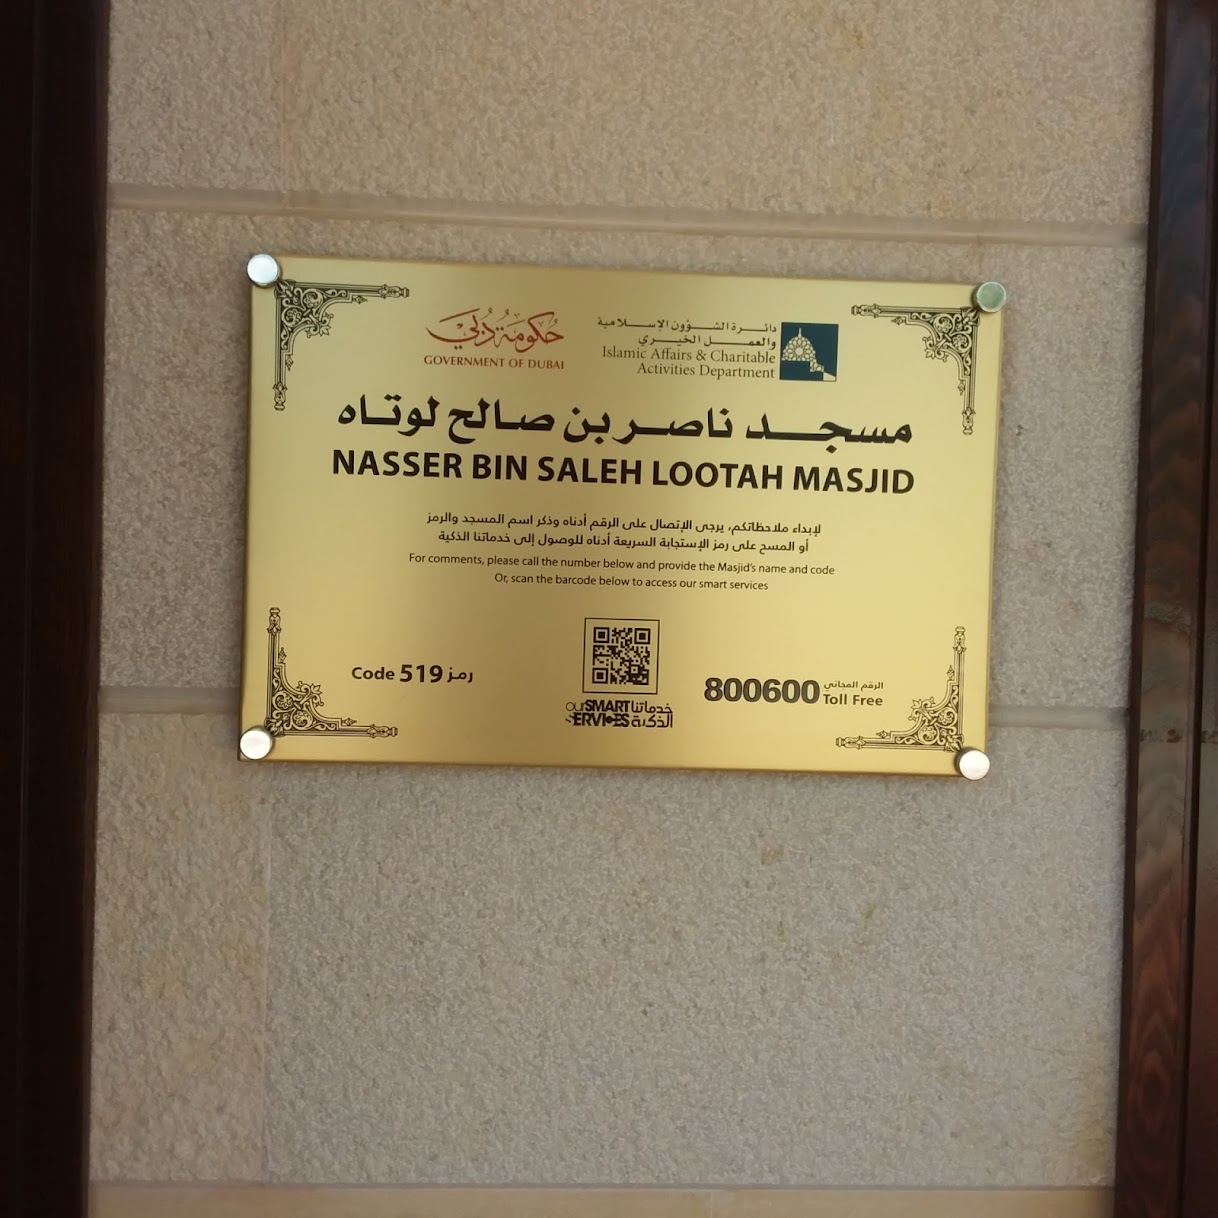 حكومة دبي
GOVERNMENT OF DUBAI
دائرة الشؤون الإسلامية
والعمل الخيري
Islamic Affairs & Charitable
Activities Department
مسجد ناصر بن صالح لوتاه
NASSER BIN SALEH LOOTAH MASJID
لإبداء ملاحظاتكم، يرجى الإتصال على الرقم أدناه وذكر اسم المسجد والرمز
أو المسح على رمز الإستجابة السريعة أدناه للوصول إلى خدماتنا الذكية
For comments, please call the number below and provide the Masjid's name and code
Or, scan the barcode below to access our smart services
Code 519 رمز
ourSMART خدماتنا
SERVICES الذكية
الرقم المجاني
800600 Toll Free